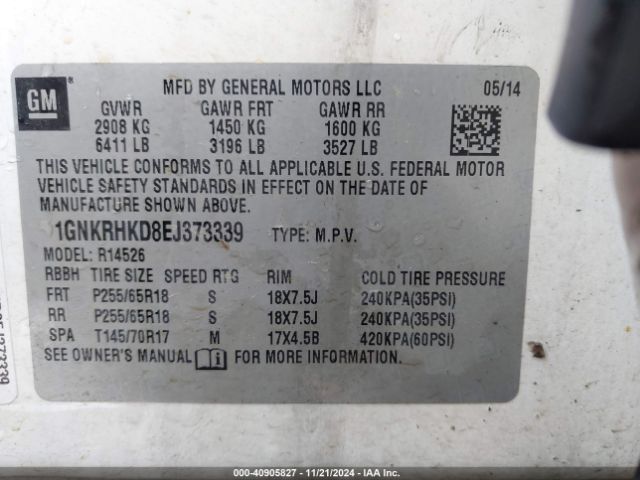 GM
MFD BY GENERAL MOTORS LLC 05/14
GVWR GAWR FRT GAWR RR
2908 KG 1450 KG 1600 KG
6411 LB 3196 LB 3527 LB
THIS VEHICLE CONFORMS TO ALL APPLICABLE U.S. FEDERAL MOTOR
VEHICLE SAFETY STANDARDS IN EFFECT ON THE DATE OF
MANUFACTURE SHOWN ABOVE.
1GNKRHKD8EJ373339 TYPE: M.P.V.
MODEL: R14526
RBBH TIRE SIZE SPEED RTG RIM COLD TIRE PRESSURE
FRT P255/65R18 S 18X7.5J 240KPA(35PSI)
RR P255/65R18 S 18X7.5J 240KPA(35PSI)
SPA T145/70R17 M 17X4.5B 420KPA(60PSI)
SEE OWNER'S MANUAL FOR MORE INFORMATION.
000-40905827 - 11/21/2024 - IAA Inc.